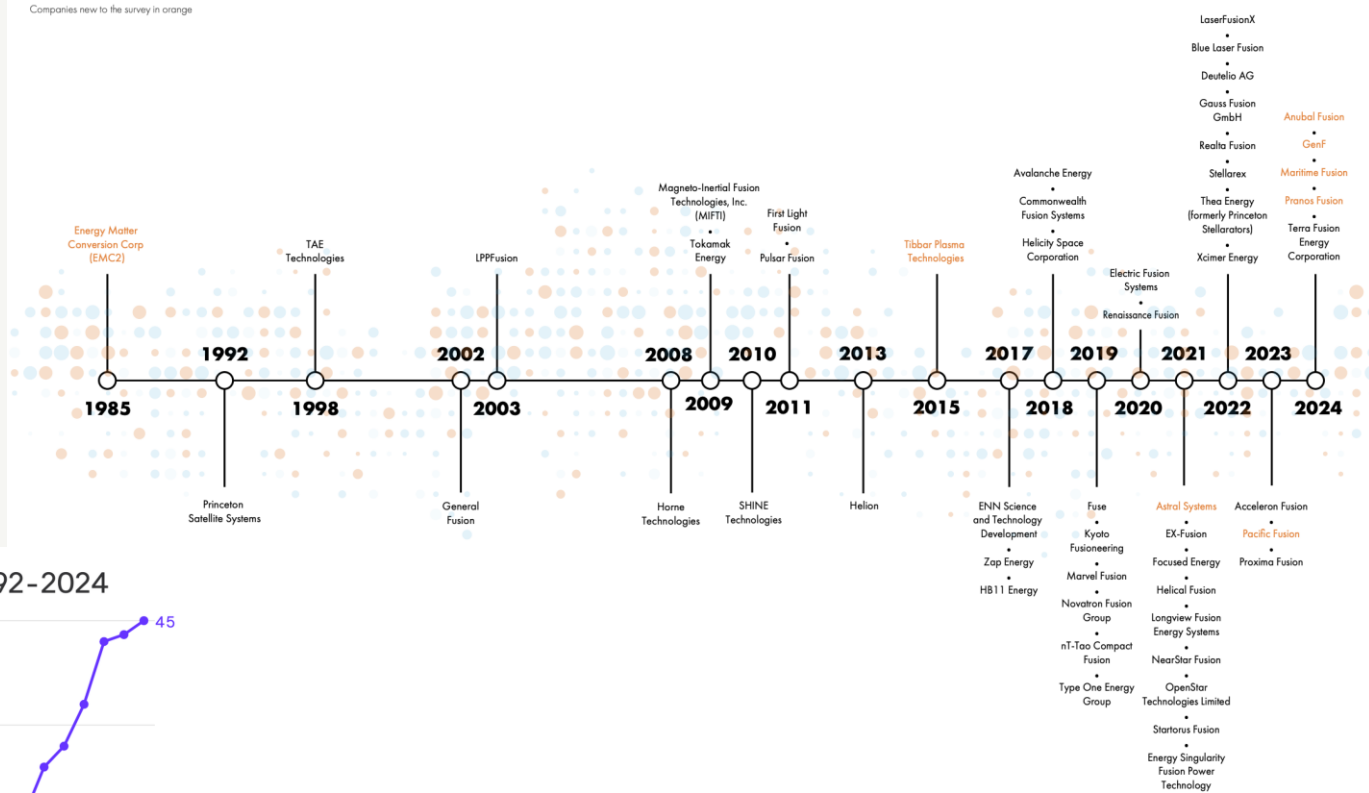 Companies new to the survey in orange
LaserFusionX
•
Blue Laser Fusion
•
Deutelio AG
•
Gauss Fusion
GmbH
•
Realta Fusion
•
Stellarex
•
Thea Energy
(formerly Princeton
Stellarators)
•
Xcimer Energy
Anubal Fusion
•
GenF
•
Maritime Fusion
•
Pranos Fusion
•
Terra Fusion
Energy
Corporation
Avalanche Energy
•
Commonwealth
Fusion Systems
•
Helicity Space
Corporation
Magneto-Inertial Fusion
Technologies, Inc.
(MIFTI)
•
Tokamak
Energy
First Light
Fusion
•
Pulsar Fusion
Energy Matter
Conversion Corp
(EMC2)
TAE
Technologies
LPPFusion
Tibbar Plasma
Technologies
Electric Fusion
Systems
•
Renaissance Fusion
1992
2002
2008
2010
2013
2017
2019
2021
2023
1985
1998
2003
2009
2011
2015
2018
2020
2022
2024
Princeton
Satellite Systems
General
Fusion
Horne
Technologies
SHINE
Technologies
Helion
ENN Science
and Technology
Development
•
Zap Energy
•
HB11 Energy
Fuse
•
Kyoto
Fusioneering
•
Marvel Fusion
•
Novatron Fusion
Group
•
nT-Tao Compact
Fusion
•
Type One Energy
Group
Astral Systems
•
EX-Fusion
•
Focused Energy
•
Helical Fusion
•
Longview Fusion
Energy Systems
•
NearStar Fusion
•
OpenStar
Technologies Limited
•
Startorus Fusion
•
Energy Singularity
Fusion Power
Technology
Acceleron Fusion
•
Pacific Fusion
•
Proxima Fusion
92-2024
45